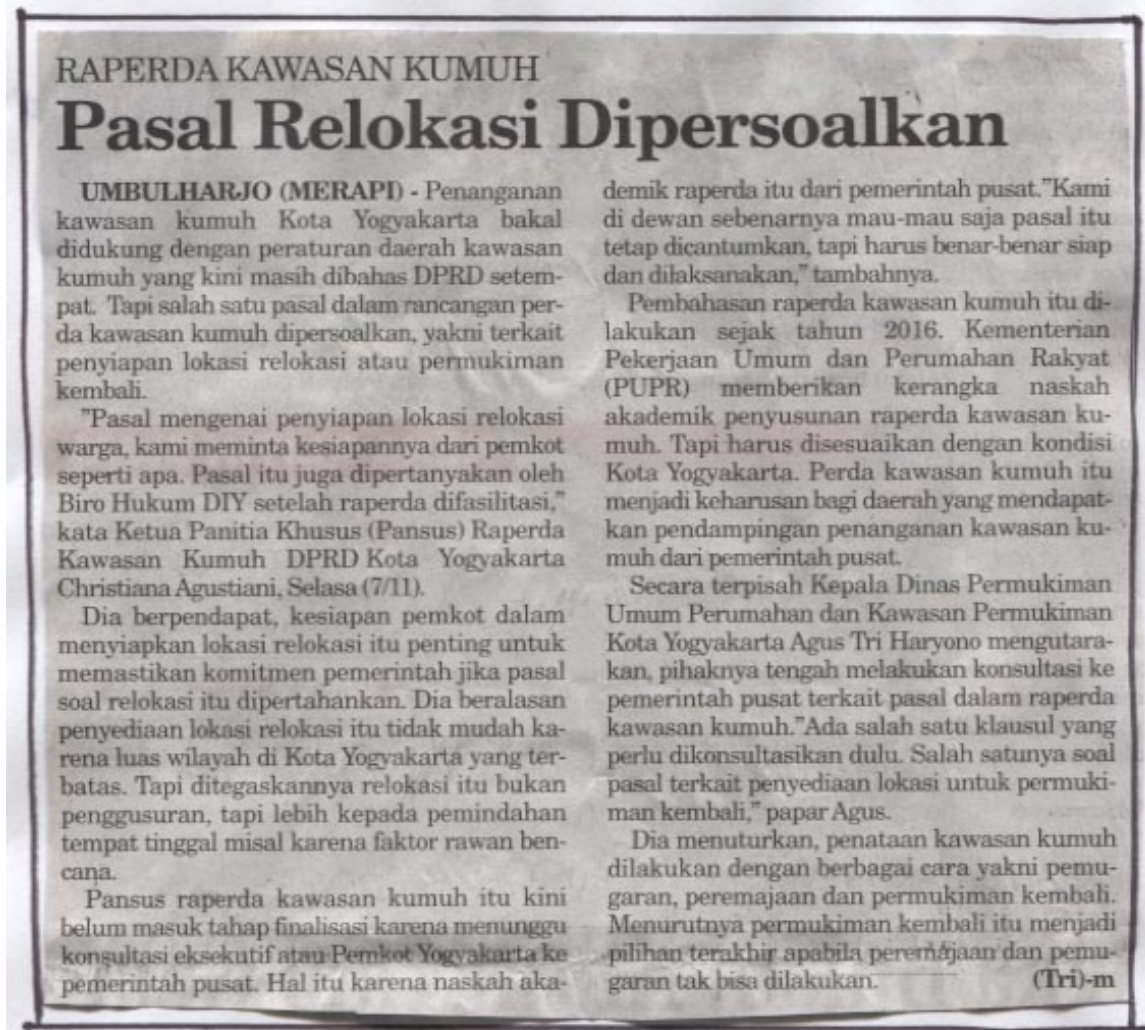 RAPERDA KAWASAN KUMUH
Pasal Relokasi Dipersoalkan
UMBULHARJO (MERAPI) - Penanganan
kawasan kumuh Kota Yogyakarta bakal
didukung dengan peraturan daerah kawasan
kumuh yang kini masih dibahas DPRD setem-
pat. Tapi salah satu pasal dalam rancangan per-
da kawasan kumuh dipersoalkan, yakni terkait
penyiapan lokasi relokasi atau permukiman
kembali.
"Pasal mengenai penyiapan lokasi relokasi
warga, kami meminta kesiapannya dari pemkot
seperti apa. Pasal itu juga dipertanyakan oleh
Biro Hukum DIY setelah raperda difasilitasi,"
kata Ketua Panitia Khusus (Pansus) Raperda
Kawasan Kumuh DPRD Kota Yogyakarta
Christiana Agustiani, Selasa (7/11).
Dia berpendapat, kesiapan pemkot dalam
menyiapkan lokasi relokasi itu penting untuk
memastikan komitmen pemerintah jika pasal
soal relokasi itu dipertahankan. Dia beralasan
penyediaan lokasi relokasi itu tidak mudah ka-
rena luas wilayah di Kota Yogyakarta yang ter-
batas. Tapi ditegaskannya relokasi itu bukan
penggusuran, tapi lebih kepada pemindahan
tempat tinggal misal karena faktor rawan ben-
cana.
Pansus raperda kawasan kumuh itu kini
belum masuk tahap finalisasi karena menunggu
konsultasi eksekutif atau Pemkot Yogyakarta ke
pemerintah pusat. Hal itu karena naskah aka-
demik raperda itu dari pemerintah pusat."Kami
di dewan sebenarnya mau-mau saja pasal itu
tetap dicantumkan, tapi harus benar-benar siap
dan dilaksanakan," tambahnya.
Pembahasan raperda kawasan kumuh itu di-
lakukan sejak tahun 2016. Kementerian
Pekerjaan Umum dan Perumahan Rakyat
(PUPR) memberikan kerangka naskah
akademik penyusunan raperda kawasan ku-
muh. Tapi harus disesuaikan dengan kondisi
Kota Yogyakarta. Perda kawasan kumuh itu
menjadi keharusan bagi daerah yang mendapat-
kan pendampingan penanganan kawasan ku-
muh dari pemerintah pusat.
Secara terpisah Kepala Dinas Permukiman
Umum Perumahan dan Kawasan Permukiman
Kota Yogyakarta Agus Tri Haryono mengutara-
kan, pihaknya tengah melakukan konsultasi ke
pemerintah pusat terkait pasal dalam raperda
kawasan kumuh."Ada salah satu klausul yang
perlu dikonsultasikan dulu. Salah satunya soal
pasal terkait penyediaan lokasi untuk permuki-
man kembali," papar Agus.
Dia menuturkan, penataan kawasan kumuh
dilakukan dengan berbagai cara yakni pemu-
garan, peremajaan dan permukiman kembali.
Menurutnya permukiman kembali itu menjadi
pilihan terakhir apabila peremajaan dan pemu-
garan tak bisa dilakukan. (Tri)-m